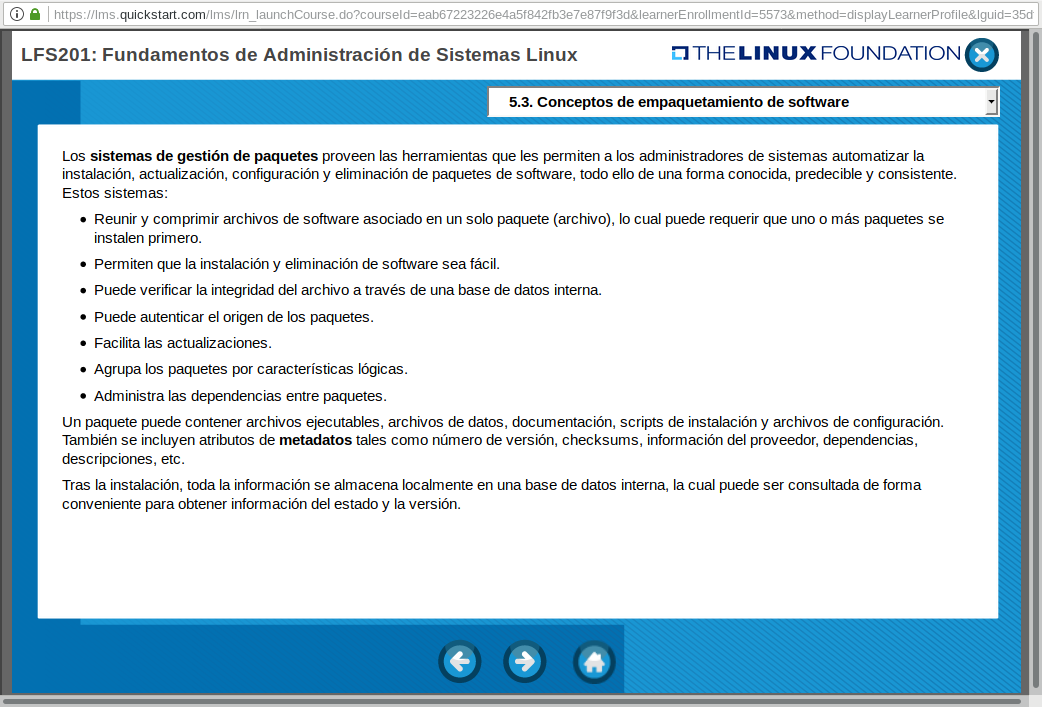 https://lms.quickstart.com/lms/lrn_launchCourse.do?courseId=eab67223226e4a5f842fb3e7e87f9f3d&learnerEnrollmentId=5573&method=displayLearnerProfile&lguid=35d
LFS201: Fundamentos de Administración de Sistemas Linux
THE LINUX FOUNDATION
5.3. Conceptos de empaquetamiento de software
Los sistemas de gestión de paquetes proveen las herramientas que les permiten a los administradores de sistemas automatizar la
instalación, actualización, configuración y eliminación de paquetes de software, todo ello de una forma conocida, predecible y consistente.
Estos sistemas:
• Reunir y comprimir archivos de software asociado en un solo paquete (archivo), lo cual puede requerir que uno o más paquetes se
instalen primero.
• Permiten que la instalación y eliminación de software sea fácil.
• Puede verificar la integridad del archivo a través de una base de datos interna.
• Puede autenticar el origen de los paquetes.
• Facilita las actualizaciones.
• Agrupa los paquetes por características lógicas.
• Administra las dependencias entre paquetes.
Un paquete puede contener archivos ejecutables, archivos de datos, documentación, scripts de instalación y archivos de configuración.
También se incluyen atributos de metadatos tales como número de versión, checksums, información del proveedor, dependencias,
descripciones, etc.
Tras la instalación, toda la información se almacena localmente en una base de datos interna, la cual puede ser consultada de forma
conveniente para obtener información del estado y la versión.